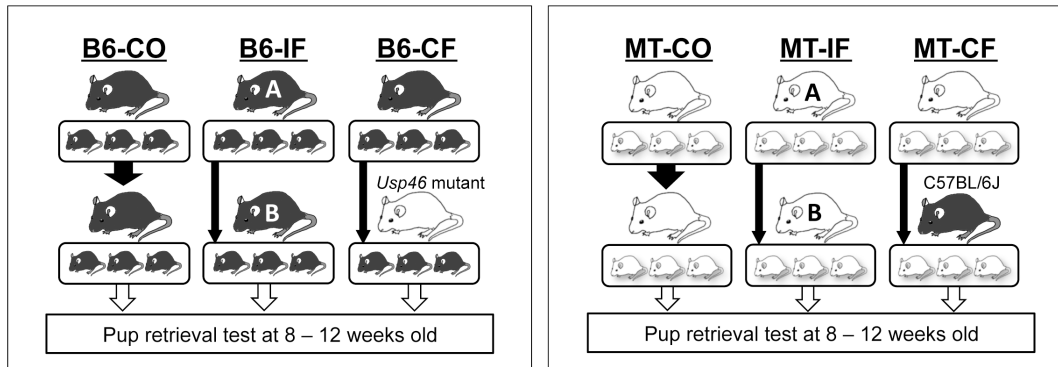 B6-CO B6-IF B6-CF
A
Usp46 mutant
B
Pup retrieval test at 8 – 12 weeks old
MT-CO MT-IF MT-CF
A
C57BL/6J
B
Pup retrieval test at 8 – 12 weeks old